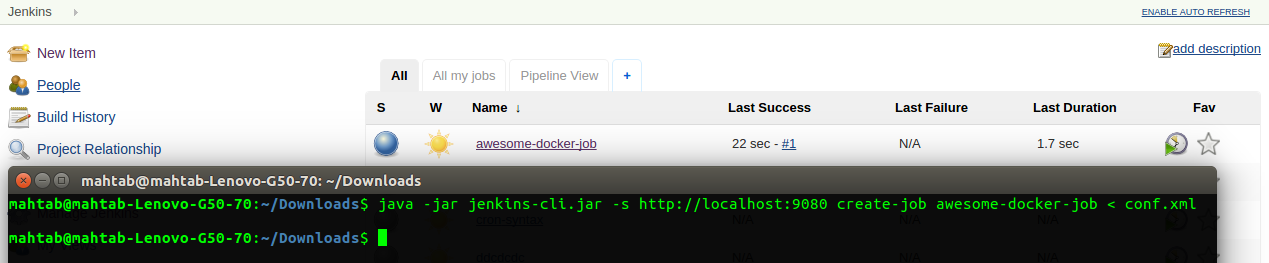 Jenkins
ENABLE AUTO REFRESH
New Item
add description
People
All All my jobs Pipeline View +
S W Name ↓ Last Success Last Failure Last Duration Fav
Build History
Project Relationship
awesome-docker-job 22 sec - #1 N/A 1.7 sec
mahtab@mahtab-Lenovo-G50-70: ~/Downloads
mahtab@mahtab-Lenovo-G50-70:~/Downloads$ java -jar jenkins-cli.jar -s http://localhost:9080 create-job awesome-docker-job < conf.xml
mahtab@mahtab-Lenovo-G50-70:~/Downloads$